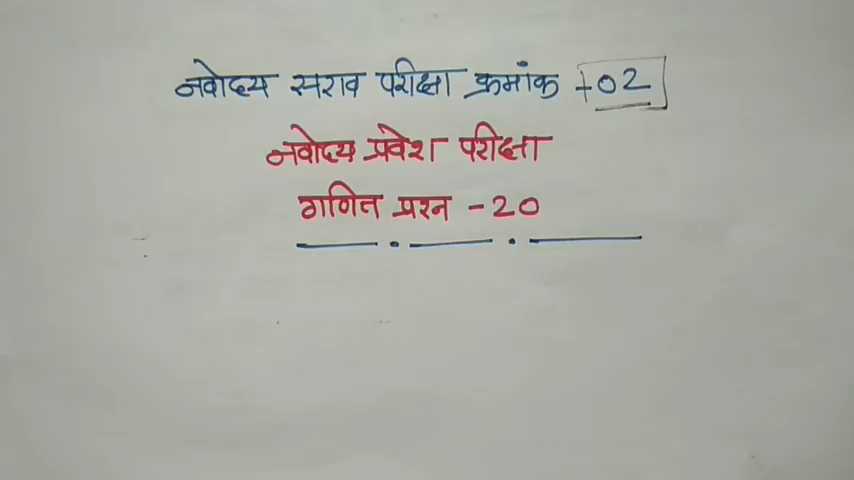 नवोदय सराव परीक्षा क्रमांक -02
नवोदय प्रवेश परीक्षा
गणित प्रश्न -20